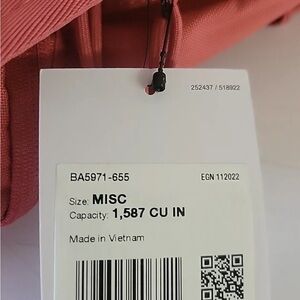 252437 / 518922
BA5971-655 EGN 112022
Size: MISC
Capacity: 1,587 CU IN
Made in Vietnam